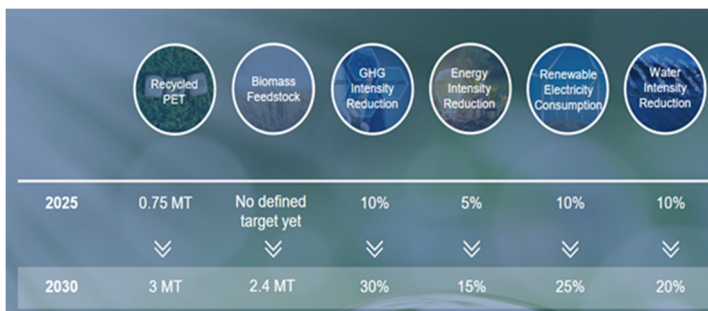 Recycled
PET
Biomass
Feedstock
GHG
Intensity
Reduction
Energy
Intensity
Reduction
Renewable
Electricity
Consumption
Water
Intensity
Reduction
2025 0.75 MT No defined target yet 10% 5% 10% 10%
2030 3 MT 2.4 MT 30% 15% 25% 20%